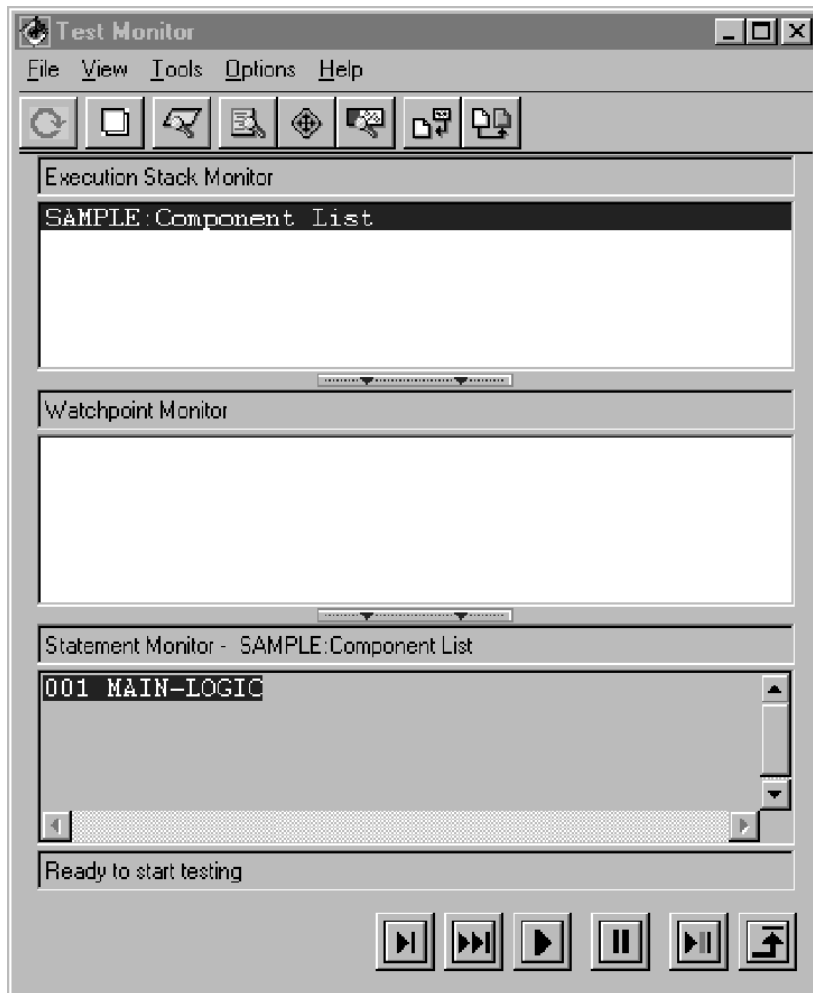 Test Monitor
File View Tools Options Help
Execution Stack Monitor
SAMPLE:Component List
Watchpoint Monitor
Statement Monitor - SAMPLE:Component List
001 MAIN-LOGIC
Ready to start testing